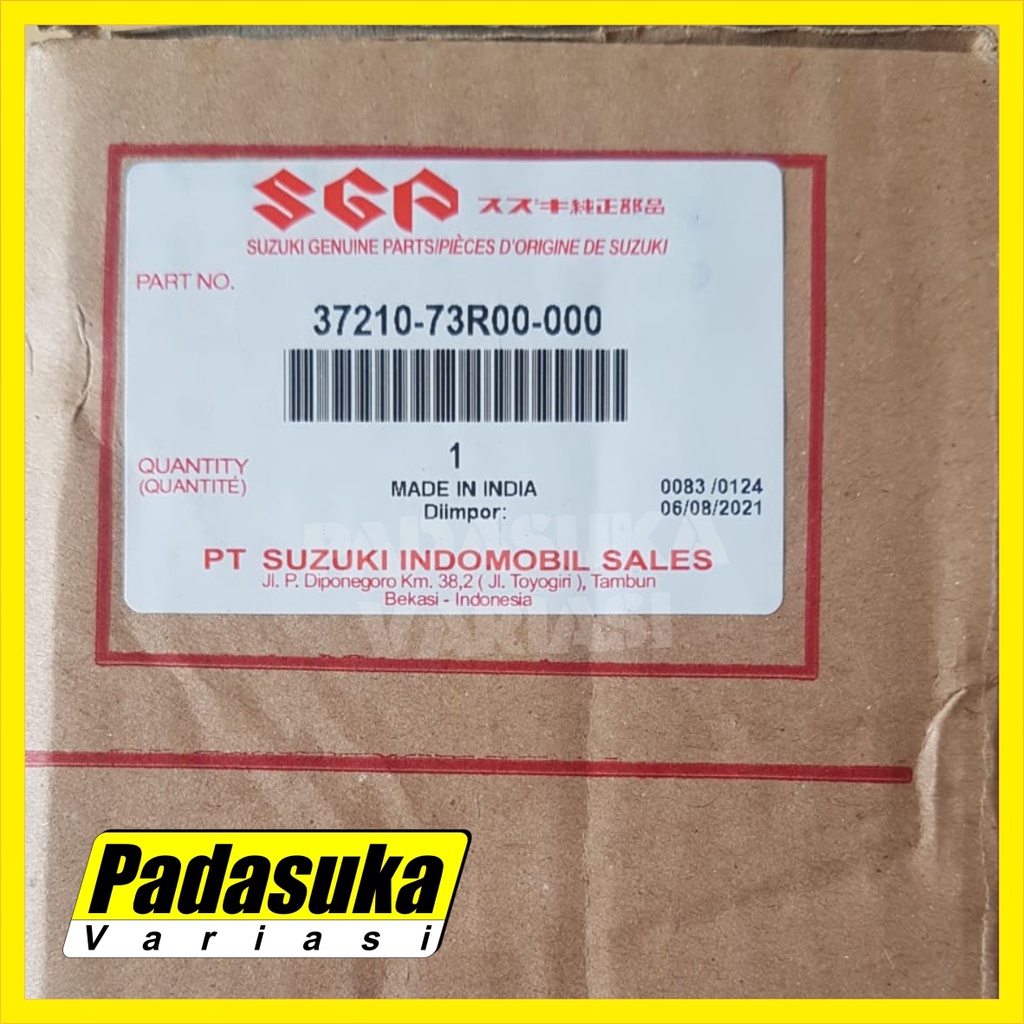 SGP スズキ純正部品
SUZUKI GENUINE PARTS/PIÈCES D'ORIGINE DE SUZUKI
PART NO.
37210-73R00-000
QUANTITY
(QUANTITÉ)
1
MADE IN INDIA
Diimpor:
0083 /0124
06/08/2021
PT SUZUKI INDOMOBIL SALES
Jl. P. Diponegoro Km. 38,2 ( Jl. Toyogiri ), Tambun
Bekasi - Indonesia
PADASUKA
VARIASI
Padasuka
Variasi